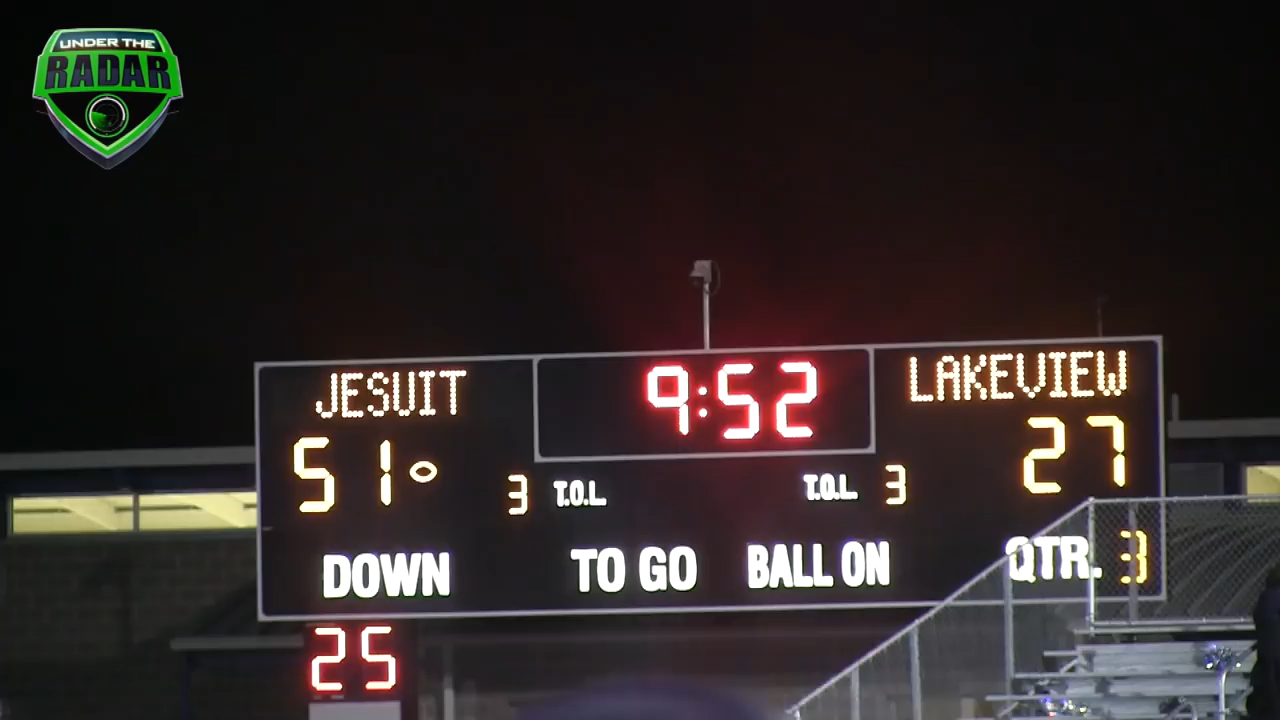 UNDER THE
RADAR
JESUIT 9:52 LAKEVIEW
51 27
3 T.O.L. T.O.L. 3
DOWN TO GO BALL ON QTR. 3
25